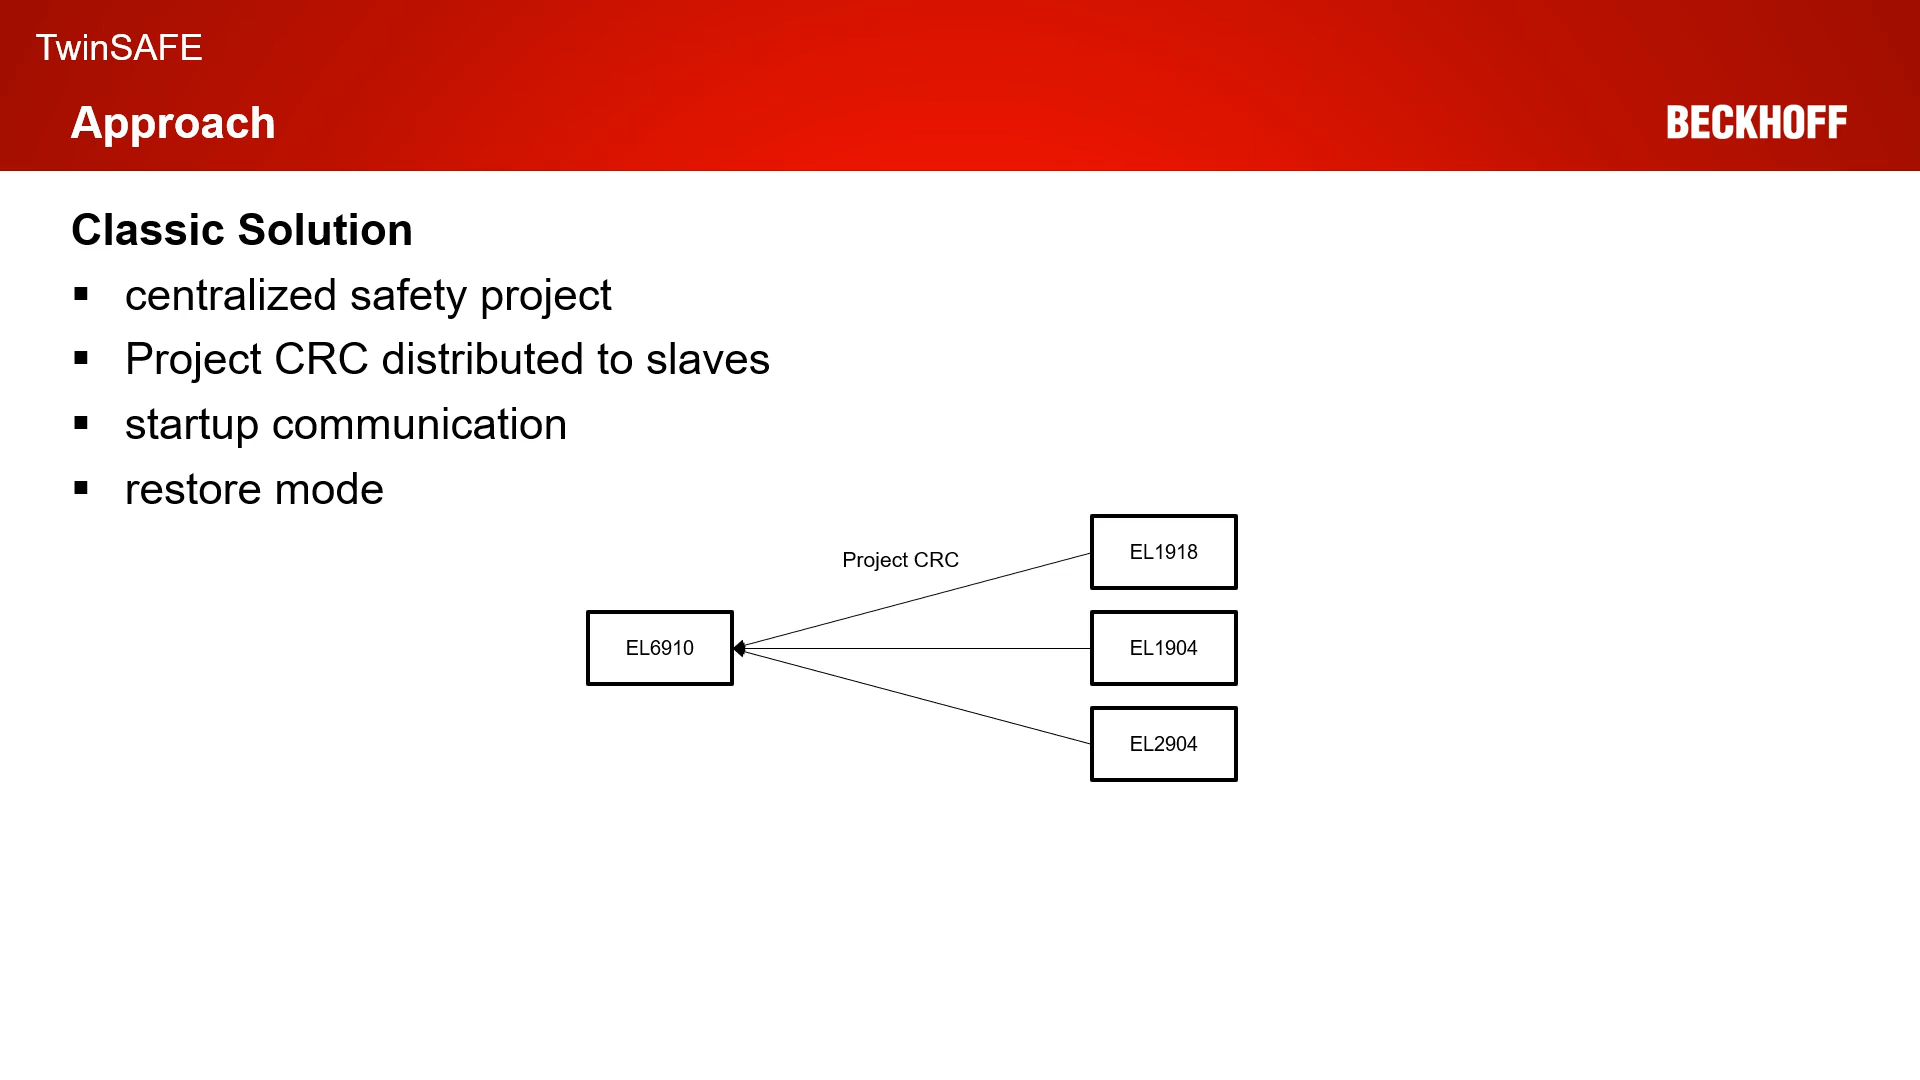 TwinSAFE
Approach
BECKHOFF
Classic Solution
▪ centralized safety project
▪ Project CRC distributed to slaves
▪ startup communication
▪ restore mode
Project CRC
EL1918
EL6910
EL1904
EL2904